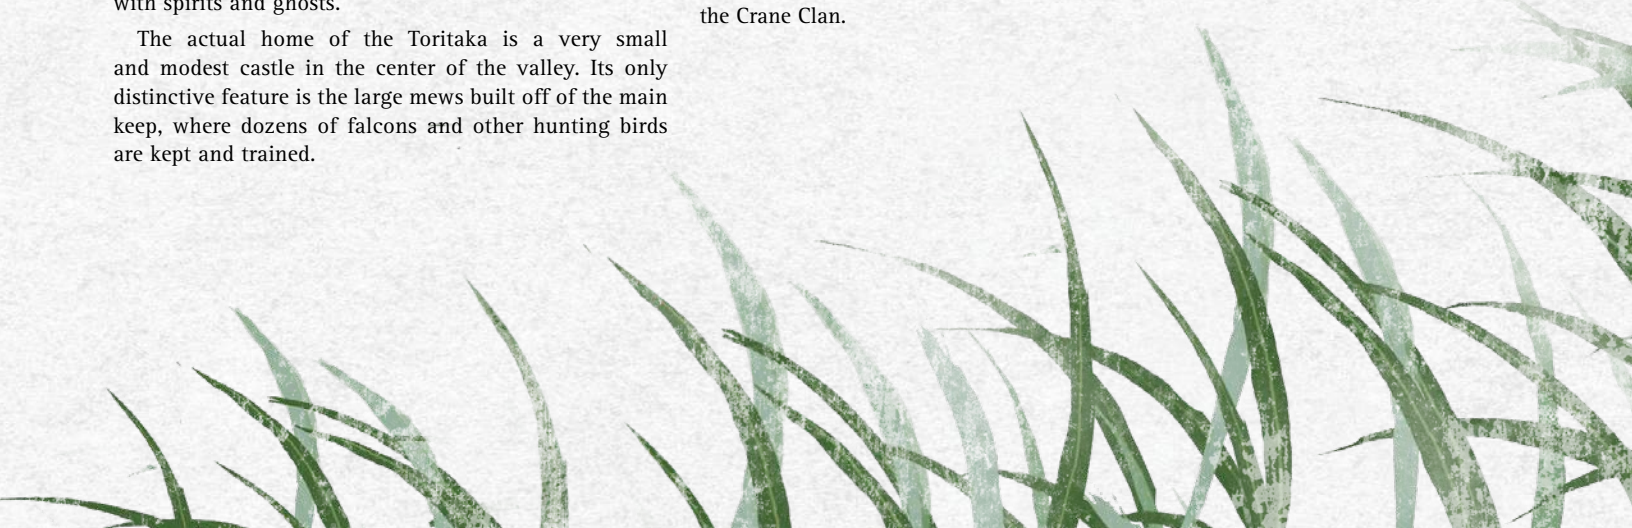 with spirits and ghosts.
The actual home of the Toritaka is a very small
and modest castle in the center of the valley. Its only
distinctive feature is the large mews built off of the main
keep, where dozens of falcons and other hunting birds
are kept and trained.
the Crane Clan.